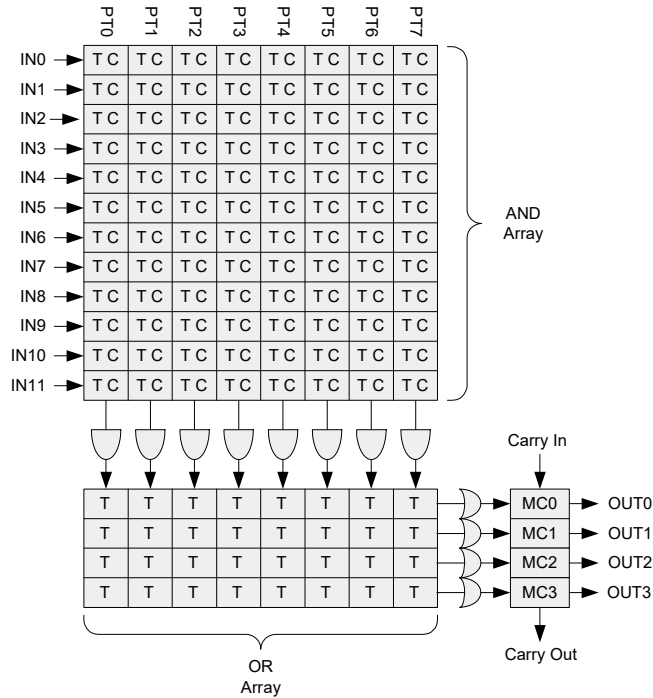 PT0 PT1 PT2 PT3 PT4 PT5 PT6 PT7
IN0 T C T C T C T C T C T C T C T C
IN1 T C T C T C T C T C T C T C T C
IN2 T C T C T C T C T C T C T C T C
IN3 T C T C T C T C T C T C T C T C
IN4 T C T C T C T C T C T C T C T C
IN5 T C T C T C T C T C T C T C T C
IN6 T C T C T C T C T C T C T C T C
IN7 T C T C T C T C T C T C T C T C
IN8 T C T C T C T C T C T C T C T C
IN9 T C T C T C T C T C T C T C T C
IN10 T C T C T C T C T C T C T C T C
IN11 T C T C T C T C T C T C T C T C
AND
Array
Carry In
T T T T T T T T MC0 OUT0
T T T T T T T T MC1 OUT1
T T T T T T T T MC2 OUT2
T T T T T T T T MC3 OUT3
Carry Out
OR
Array